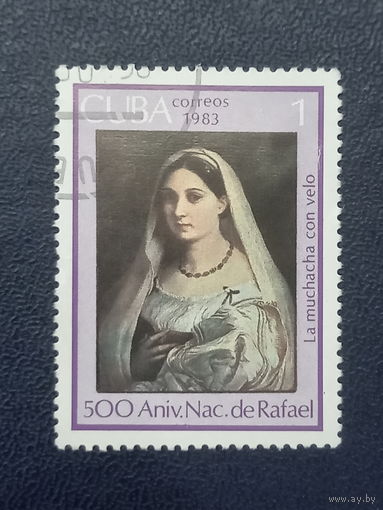 CUBA correos 1
1983
La muchacha con velo
500 Aniv. Nac. de Rafael
www.ay.by